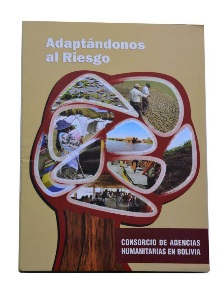 Adaptándonos
al Riesgo
CONSORCIO DE AGENCIAS
HUMANITARIAS EN BOLIVIA